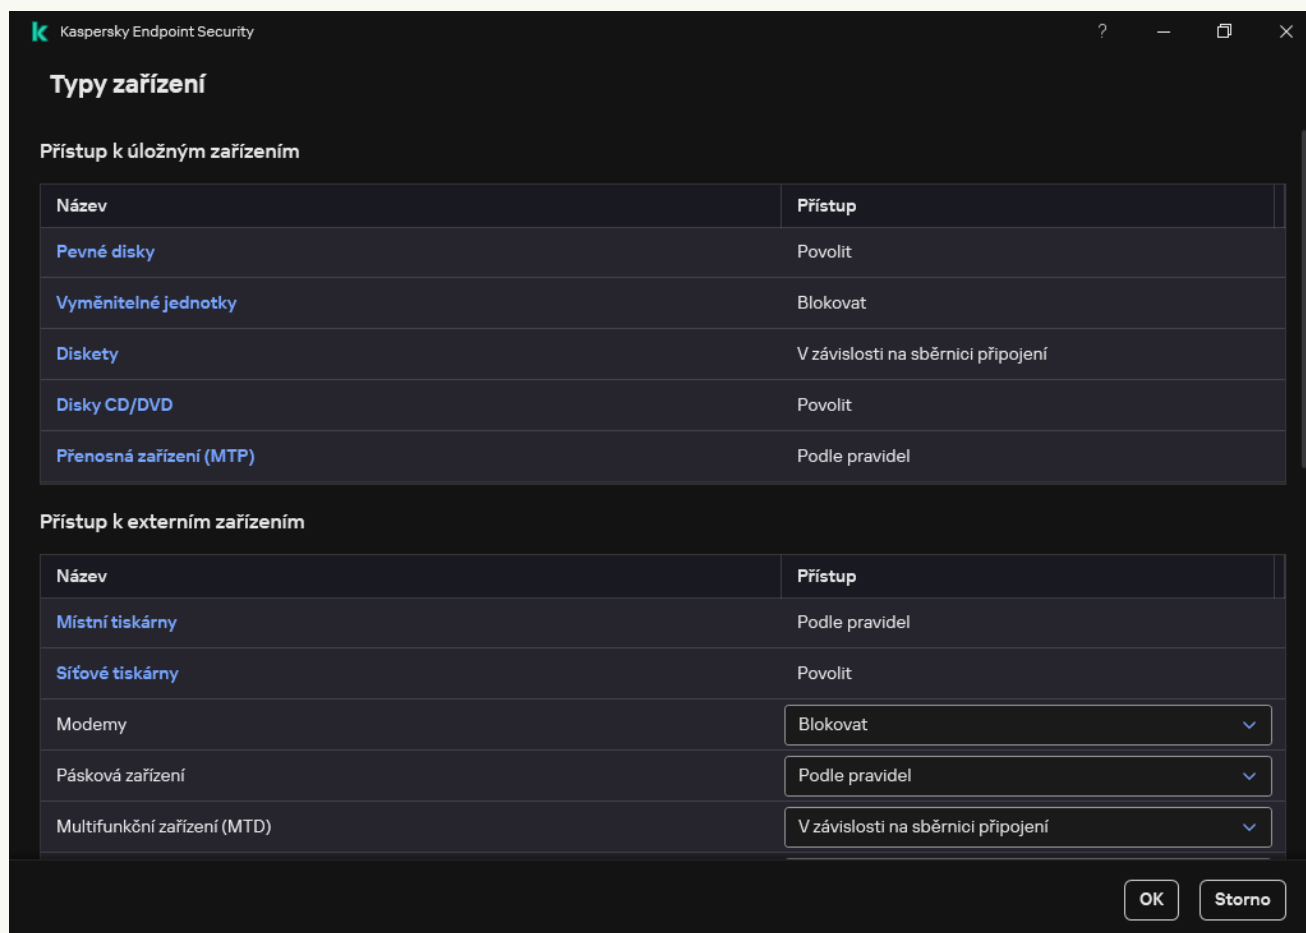 Kaspersky Endpoint Security
Typy zařízení
Přístup k úložným zařízením
Název Přístup
Pevné disky Povolit
Vyměnitelné jednotky Blokovat
Diskety V závislosti na sběrnici připojení
Disky CD/DVD Povolit
Přenosná zařízení (MTP) Podle pravidel
Přístup k externím zařízením
Název Přístup
Místní tiskárny Podle pravidel
Síťové tiskárny Povolit
Modemy Blokovat
Pásková zařízení Podle pravidel
Multifunkční zařízení (MTD) V závislosti na sběrnici připojení
OK Storno